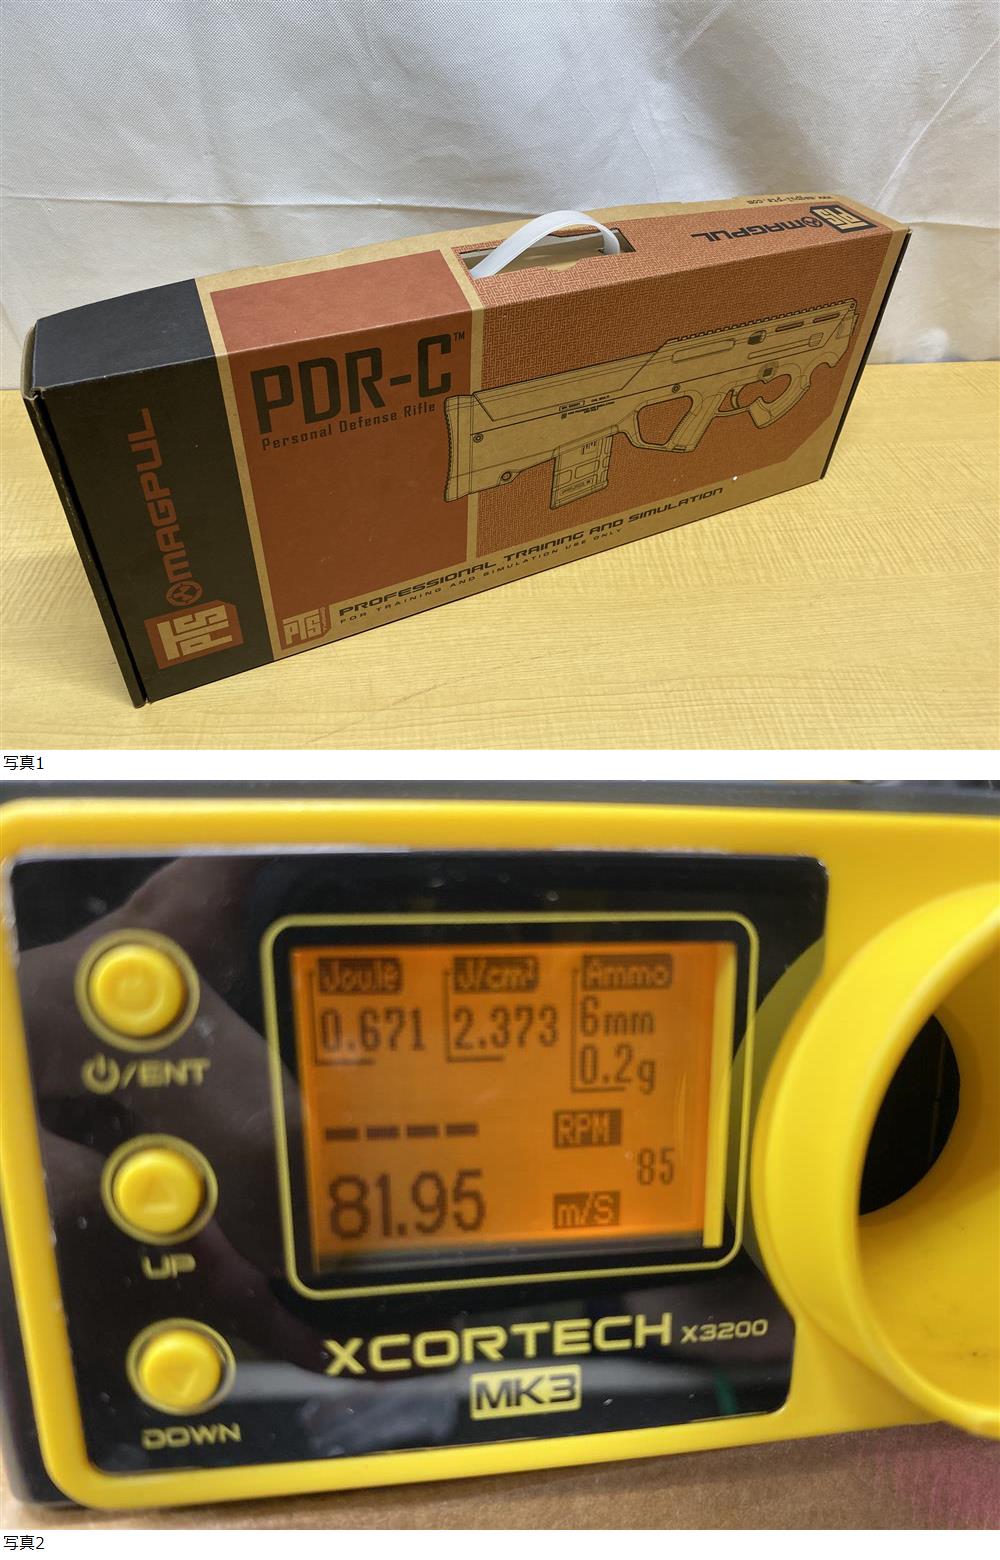 www.magpul-pts.com
PTS MAGPUL
PDR-C™
Personal Defense Rifle
PTS MAGPUL
PTS
PROFESSIONAL TRAINING AND SIMULATION
FOR TRAINING AND SIMULATION USE ONLY
写真1
Joule
J/cm²
Ammo
0.671
2.373
6mm
0.2g
----
RPM
85
81.95
m/S
⏻/ENT
UP
DOWN
XCORTECH X3200
MK3
写真2